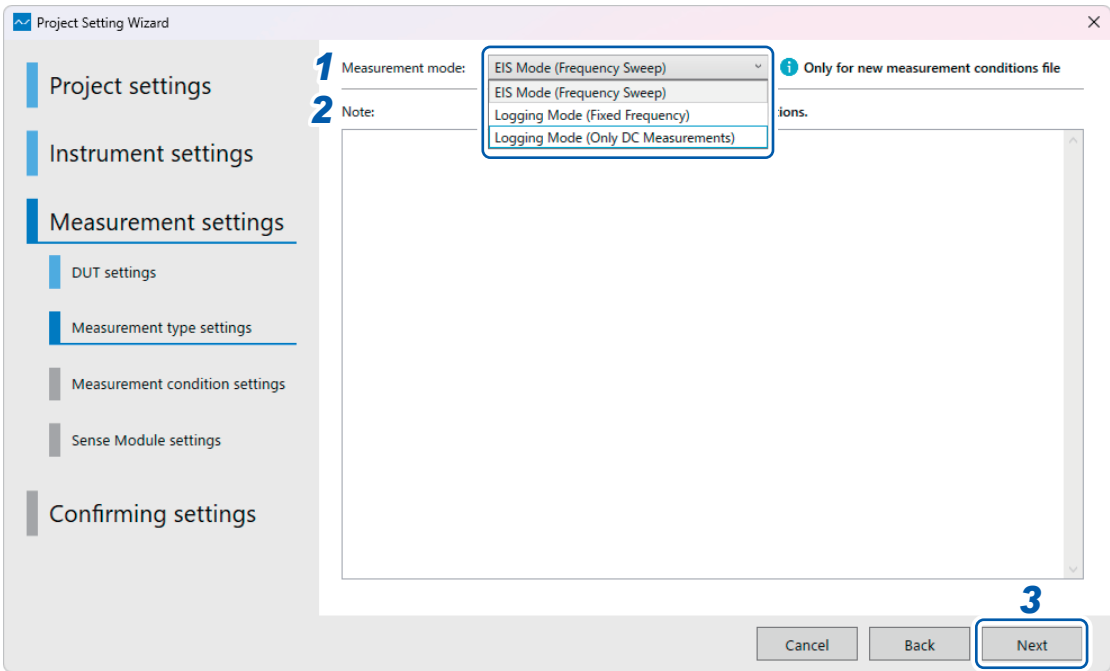 Project Setting Wizard
Project settings
Instrument settings
Measurement settings
DUT settings
Measurement type settings
Measurement condition settings
Sense Module settings
Confirming settings
1 Measurement mode: EIS Mode (Frequency Sweep) Only for new measurement conditions file
EIS Mode (Frequency Sweep)
2 Note: Logging Mode (Fixed Frequency)
Logging Mode (Only DC Measurements)
3
Cancel Back Next